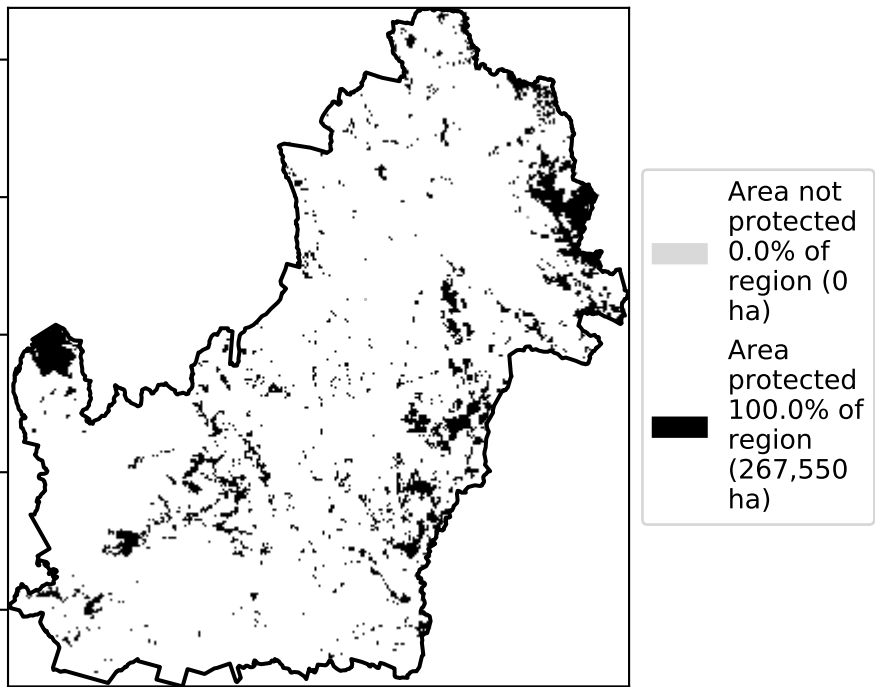 Area not
protected
0.0% of
region (0
ha)
Area
protected
100.0% of
region
(267,550
ha)